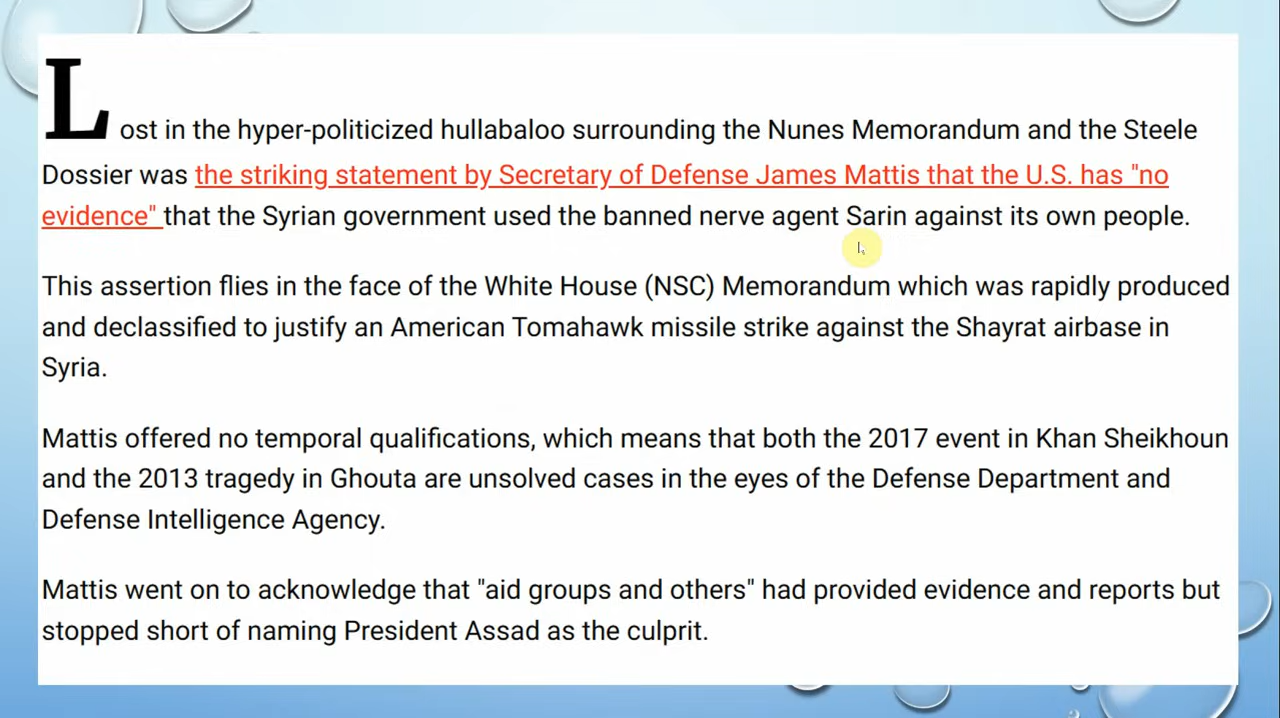 Lost in the hyper-politicized hullabaloo surrounding the Nunes Memorandum and the Steele
Dossier was the striking statement by Secretary of Defense James Mattis that the U.S. has "no
evidence" that the Syrian government used the banned nerve agent Sarin against its own people.
This assertion flies in the face of the White House (NSC) Memorandum which was rapidly produced
and declassified to justify an American Tomahawk missile strike against the Shayrat airbase in
Syria.
Mattis offered no temporal qualifications, which means that both the 2017 event in Khan Sheikhoun
and the 2013 tragedy in Ghouta are unsolved cases in the eyes of the Defense Department and
Defense Intelligence Agency.
Mattis went on to acknowledge that "aid groups and others" had provided evidence and reports but
stopped short of naming President Assad as the culprit.